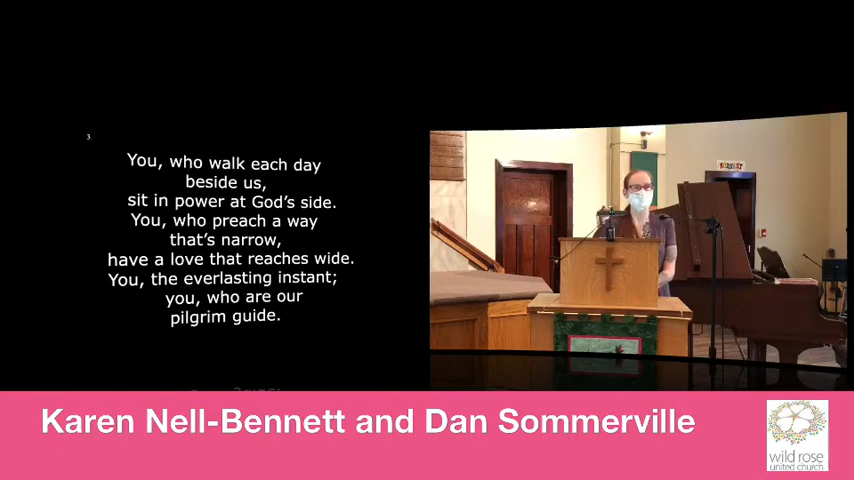 3
You, who walk each day
beside us,
sit in power at God's side.
You, who preach a way
that's narrow,
have a love that reaches wide.
You, the everlasting instant;
you, who are our
pilgrim guide.
Karen Nell-Bennett and Dan Sommerville
wild rose
united church